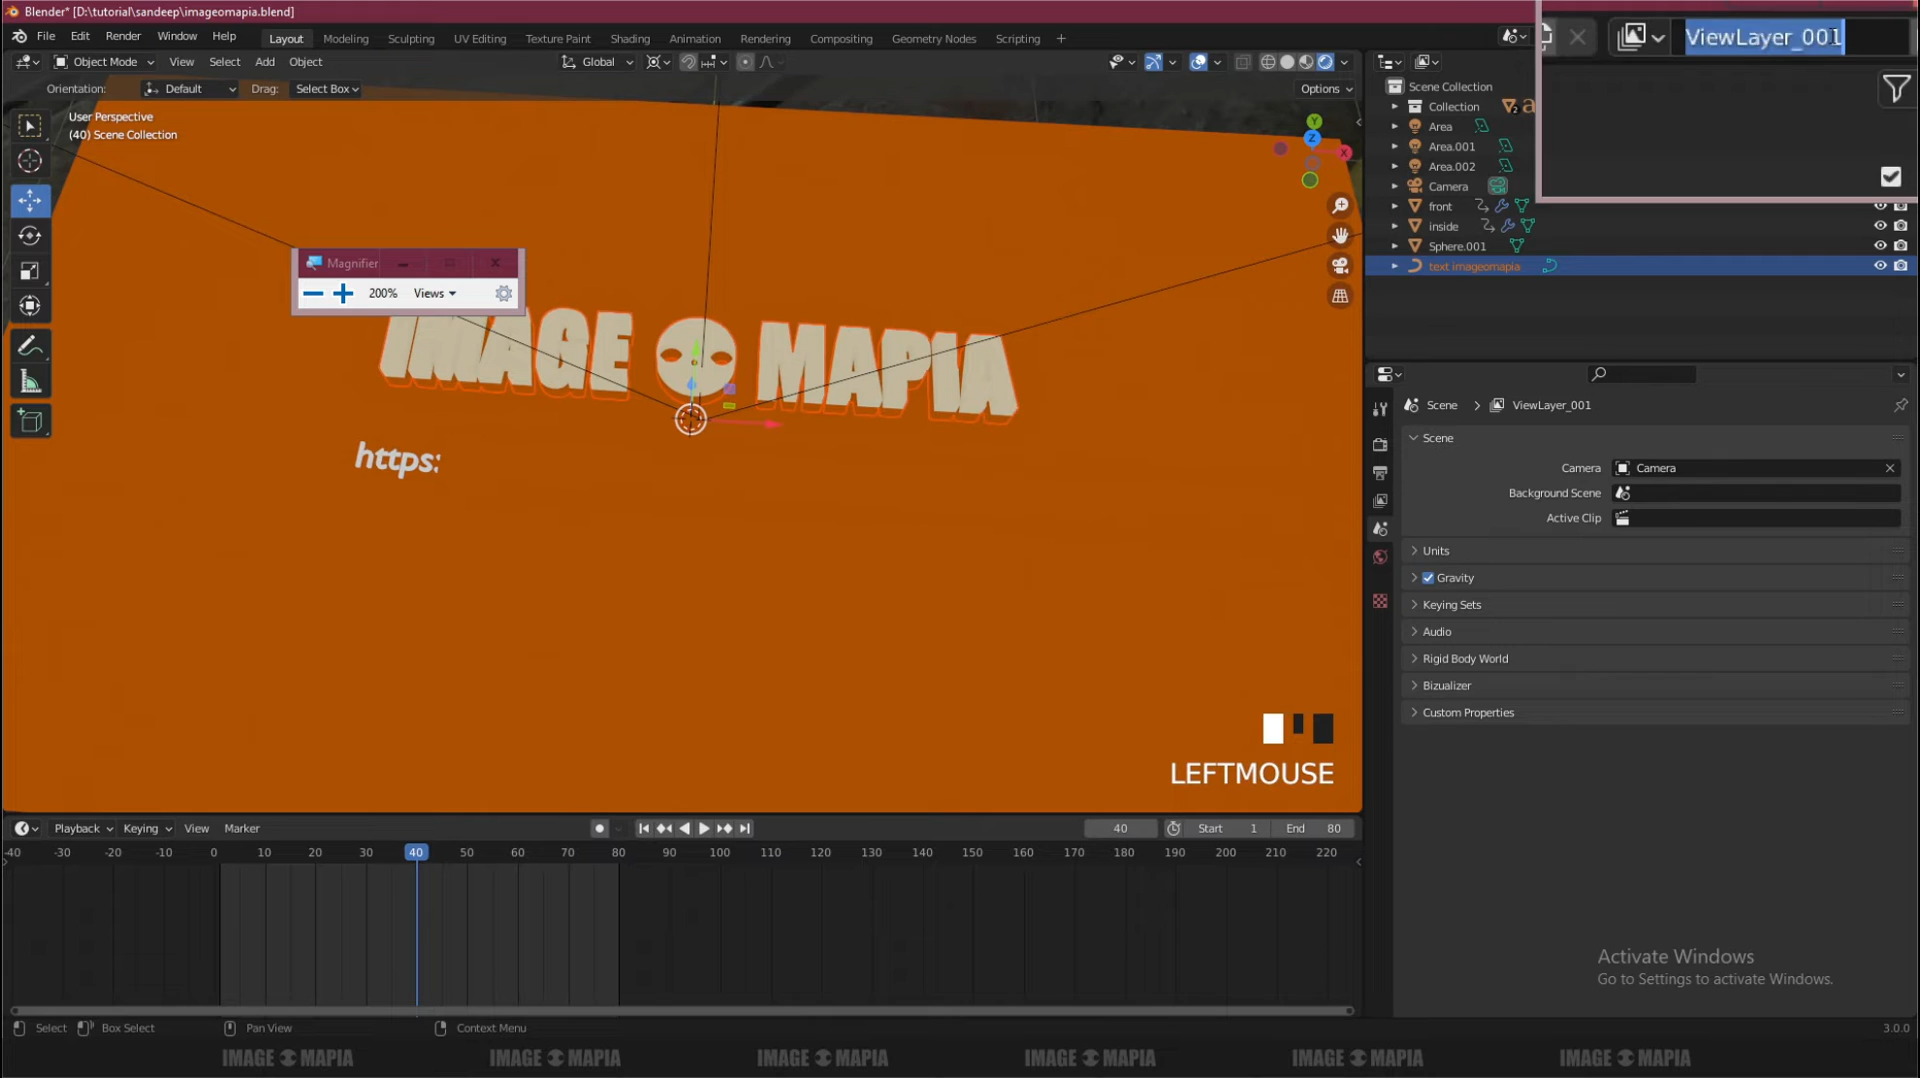 Blender* [D:\tutorial\sandeep\imageomapia.blend]
File Edit Render Window Help Layout Modeling Sculpting UV Editing Texture Paint Shading Animation Rendering Compositing Geometry Nodes Scripting +
ViewLayer_001
Object Mode View Select Add Object Global
Orientation: Default Drag: Select Box Options
User Perspective
(40) Scene Collection
Scene Collection
Collection 2
Area
Area.001
Area.002
Camera
front
inside
Sphere.001
text imageomapia
Y
Z
X
Magnifier
200% Views
IMAGE MAPIA
https:
LEFTMOUSE
Scene > ViewLayer_001
Scene
Camera Camera
Background Scene
Active Clip
Units
Gravity
Keying Sets
Audio
Rigid Body World
Bizualizer
Custom Properties
Playback Keying View Marker 40 Start 1 End 80
-40 -30 -20 -10 0 10 20 30 40 50 60 70 80 90 100 110 120 130 140 150 160 170 180 190 200 210 220
Activate Windows
Go to Settings to activate Windows.
Select Box Select Pan View Context Menu 3.0.0
IMAGE MAPIA IMAGE MAPIA IMAGE MAPIA IMAGE MAPIA IMAGE MAPIA IMAGE MAPIA